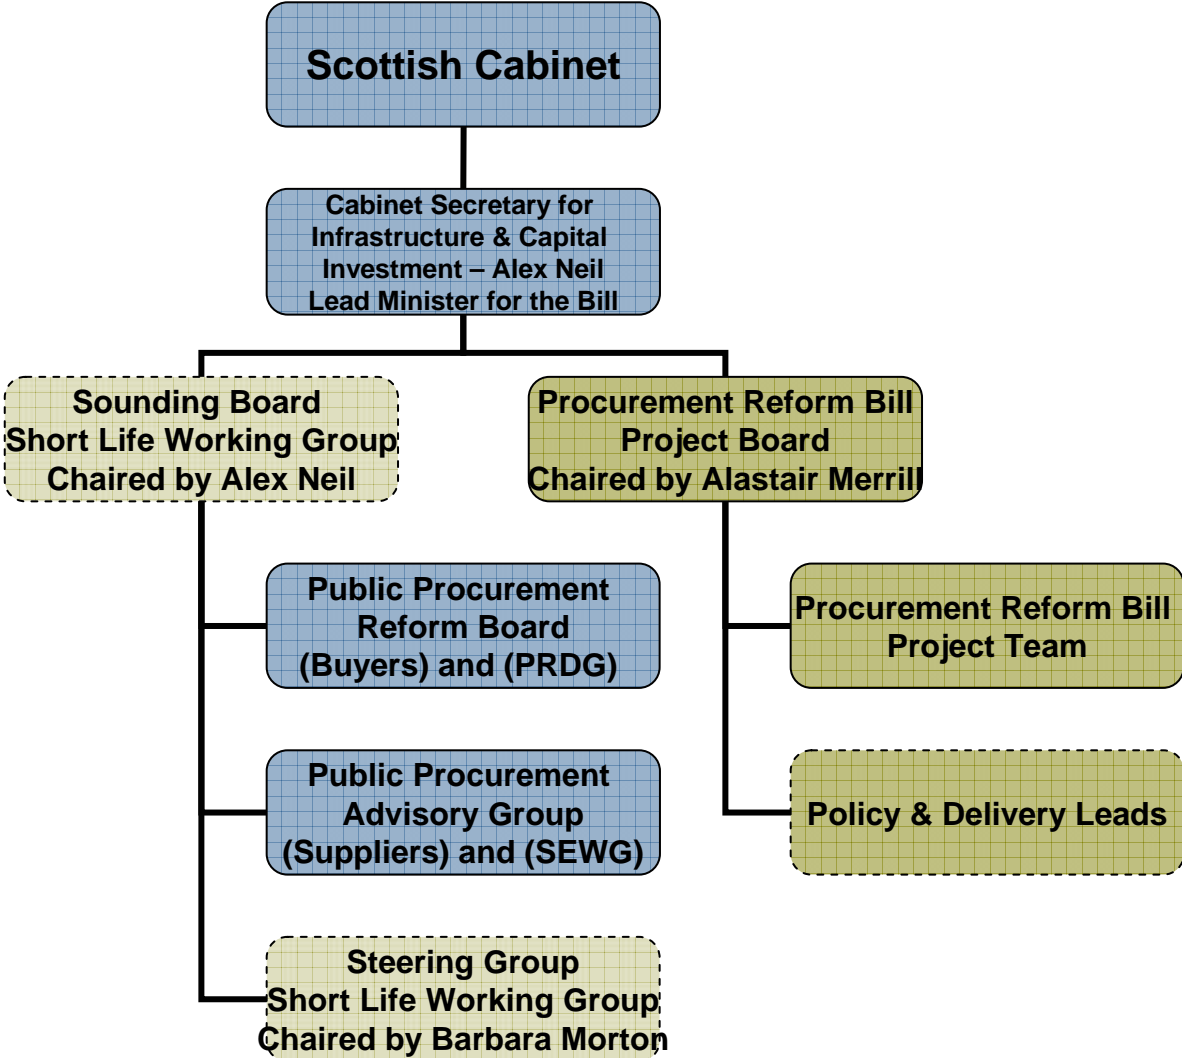 Scottish Cabinet
Cabinet Secretary for
Infrastructure & Capital
Investment – Alex Neil
Lead Minister for the Bill
Sounding Board
Short Life Working Group
Chaired by Alex Neil
Procurement Reform Bill
Project Board
Chaired by Alastair Merrill
Public Procurement
Reform Board
(Buyers) and (PRDG)
Procurement Reform Bill
Project Team
Public Procurement
Advisory Group
(Suppliers) and (SEWG)
Policy & Delivery Leads
Steering Group
Short Life Working Group
Chaired by Barbara Morton